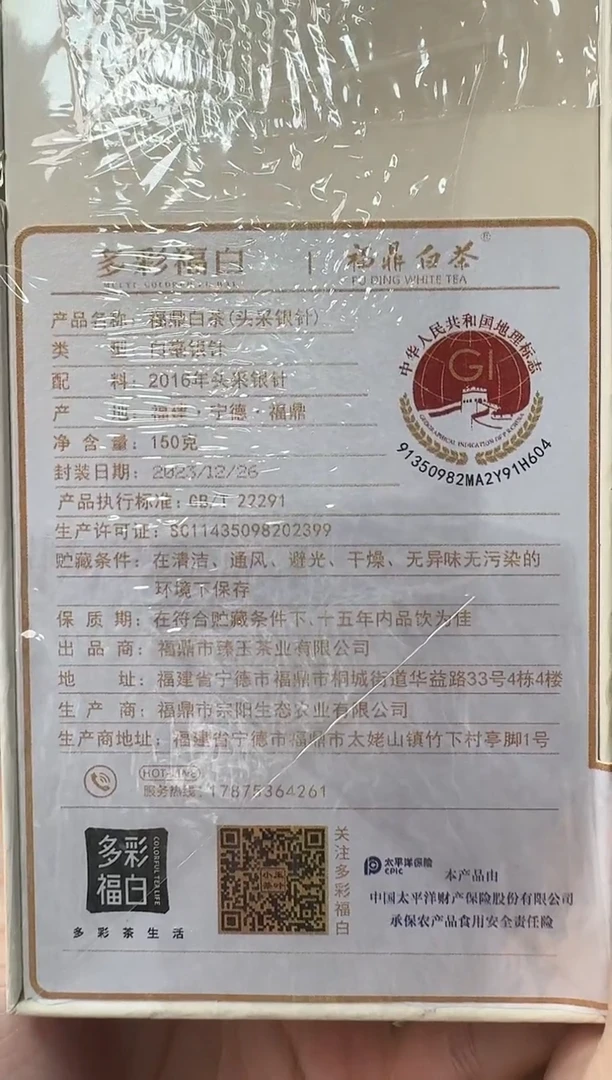 多彩福白
福鼎白茶®
FU DING WHITE TEA
产品名称：福鼎白茶(头采银针)
类 型：白毫银针
配 料：2016年头采银针
产 地：福建·宁德·福鼎
净含量：150克
封装日期：2023/12/26
产品执行标准：GB/T 22291
生产许可证：SC11435098202399
贮藏条件：在清洁、通风、避光、干燥、无异味无污染的
环境下保存
保 质 期：在符合贮藏条件下、十五年内品饮为佳
出 品 商：福鼎市臻玉茶业有限公司
地 址：福建省宁德市福鼎市桐城街道华益路33号4栋4楼
生 产 商：福鼎市宗阳生态农业有限公司
生产商地址：福建省宁德市福鼎市太姥山镇竹下村亭脚1号
HOT-LINE
服务热线：17875364261
中华人民共和国地理标志
GI
GEOGRAPHICAL INDICATION OF P.R.CHINA
91350982MA2Y91H604
多彩
福白
COLORFUL TEA LIFE
多彩茶生活
关注多彩福白
太平洋保险
CPIC
本产品由
中国太平洋财产保险股份有限公司
承保农产品食用安全责任险